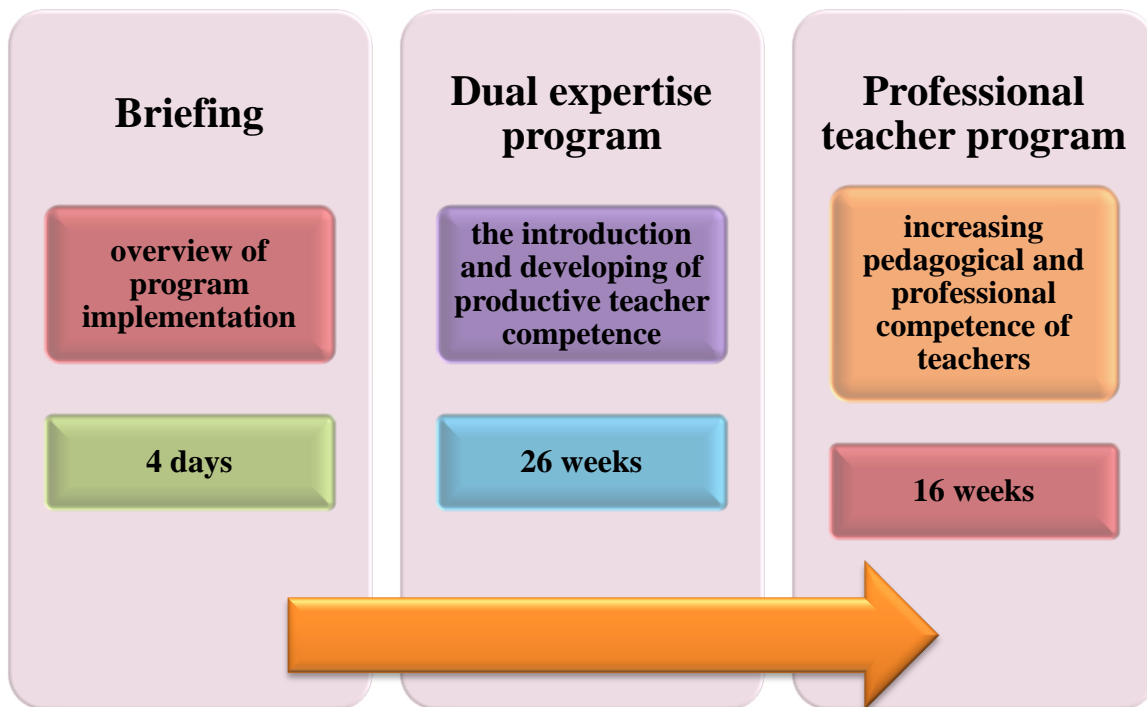 Briefing
overview of
program
implementation
4 days
Dual expertise
program
the introduction
and developing of
productive teacher
competence
26 weeks
Professional
teacher program
increasing
pedagogical and
professional
competence of
teachers
16 weeks